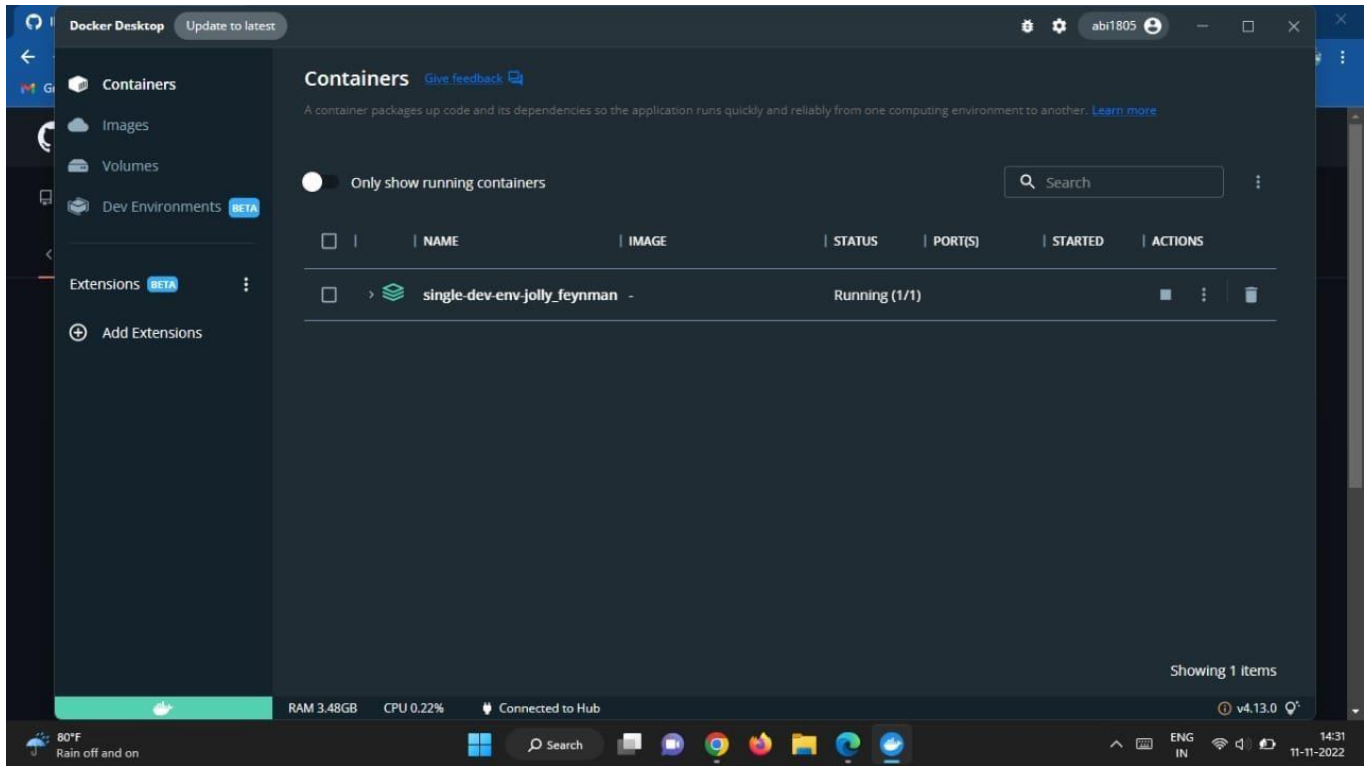 Docker Desktop Update to latest abi1805
Containers
Images
Volumes
Dev Environments BETA
Extensions BETA
Add Extensions
Containers Give feedback
A container packages up code and its dependencies so the application runs quickly and reliably from one computing environment to another. Learn more
Only show running containers
Search
NAME IMAGE STATUS PORT(S) STARTED ACTIONS
single-dev-env-jolly_feynman - Running (1/1)
Showing 1 items
RAM 3.48GB CPU 0.22% Connected to Hub v4.13.0
80°F
Rain off and on
Search
ENG
IN
14:31
11-11-2022